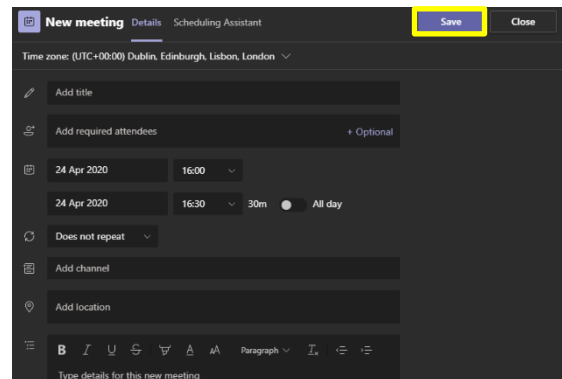 New meeting Details Scheduling Assistant Save Close
Time zone: (UTC+00:00) Dublin, Edinburgh, Lisbon, London
Add title
Add required attendees + Optional
24 Apr 2020 16:00
24 Apr 2020 16:30 30m All day
Does not repeat
Add channel
Add location
B I U S A AA Paragraph Ix
Type details for this new meeting